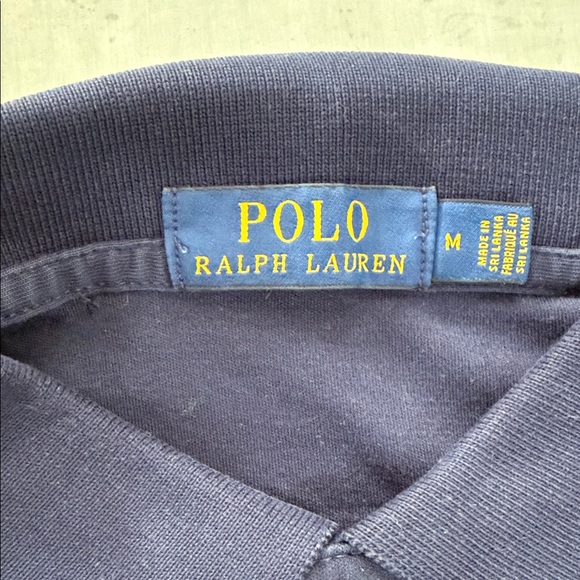 POLO
RALPH LAUREN
M
MADE IN
SRI LANKA
FABRIQUÉ AU
SRI LANKA